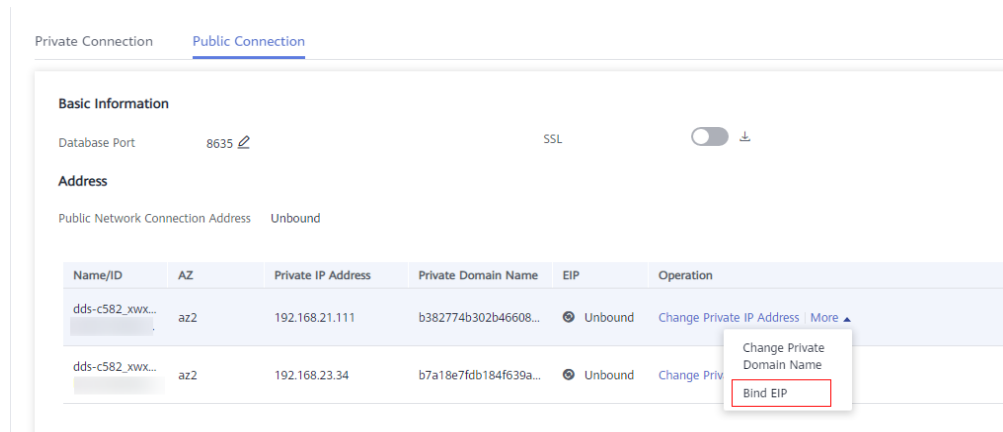 Private Connection Public Connection
Basic Information
Database Port 8635 SSL
Address
Public Network Connection Address Unbound
Name/ID AZ Private IP Address Private Domain Name EIP Operation
dds-c582_xwx...
az2 192.168.21.111 b382774b302b46608... Unbound Change Private IP Address More
Change Private
Domain Name
dds-c582_xwx...
az2 192.168.23.34 b7a18e7fdb184f639a... Unbound Change Priv
Bind EIP